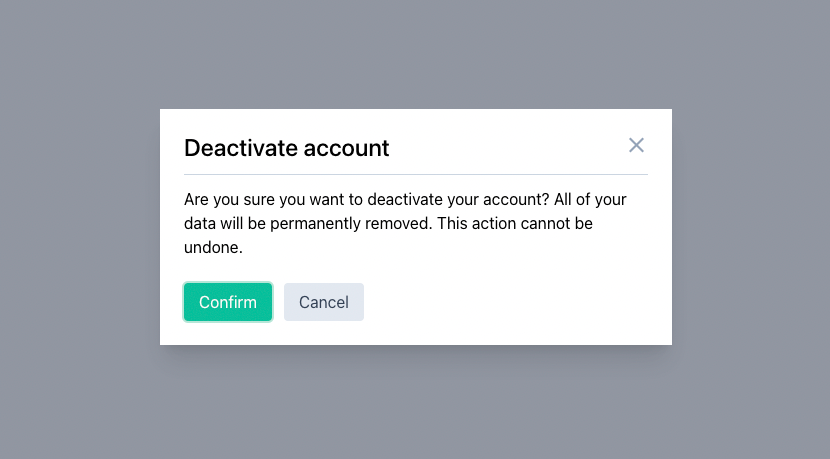 Deactivate account
Are you sure you want to deactivate your account? All of your
data will be permanently removed. This action cannot be
undone.
Confirm
Cancel